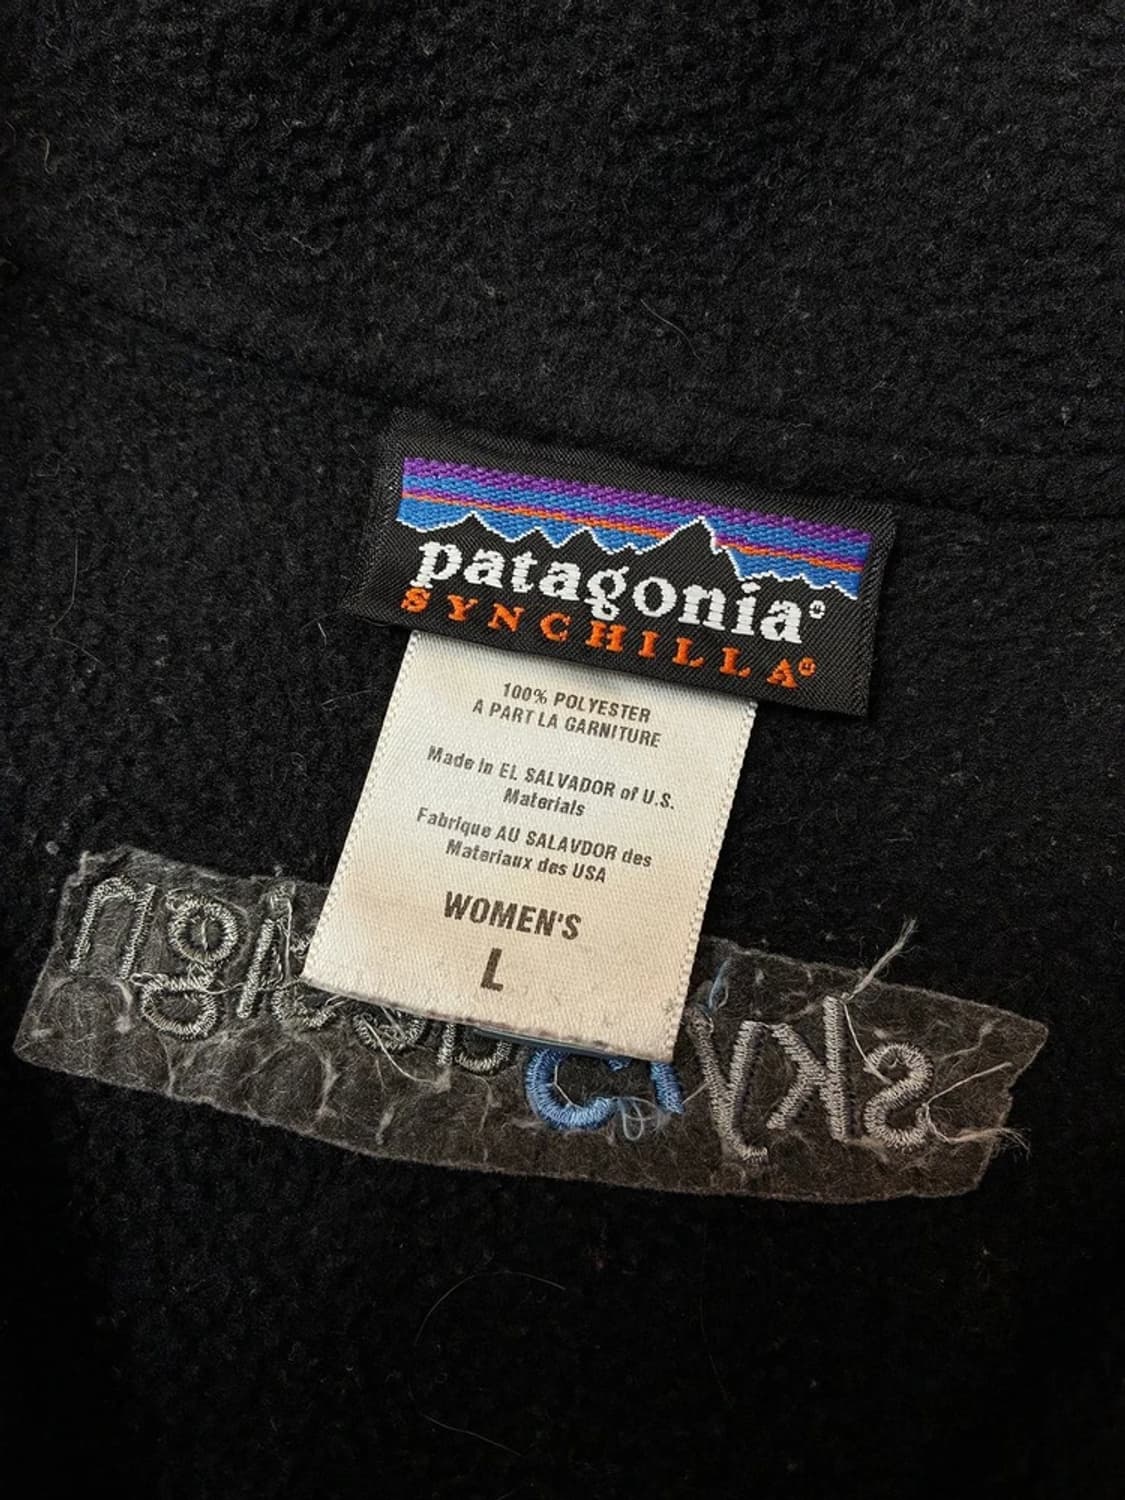 patagonia®
SYNCHILLA®
100% POLYESTER
A PART LA GARNITURE
Made in EL SALVADOR of U.S.
Materials
Fabrique AU SALAVDOR des
Materiaux des USA
WOMEN'S
L